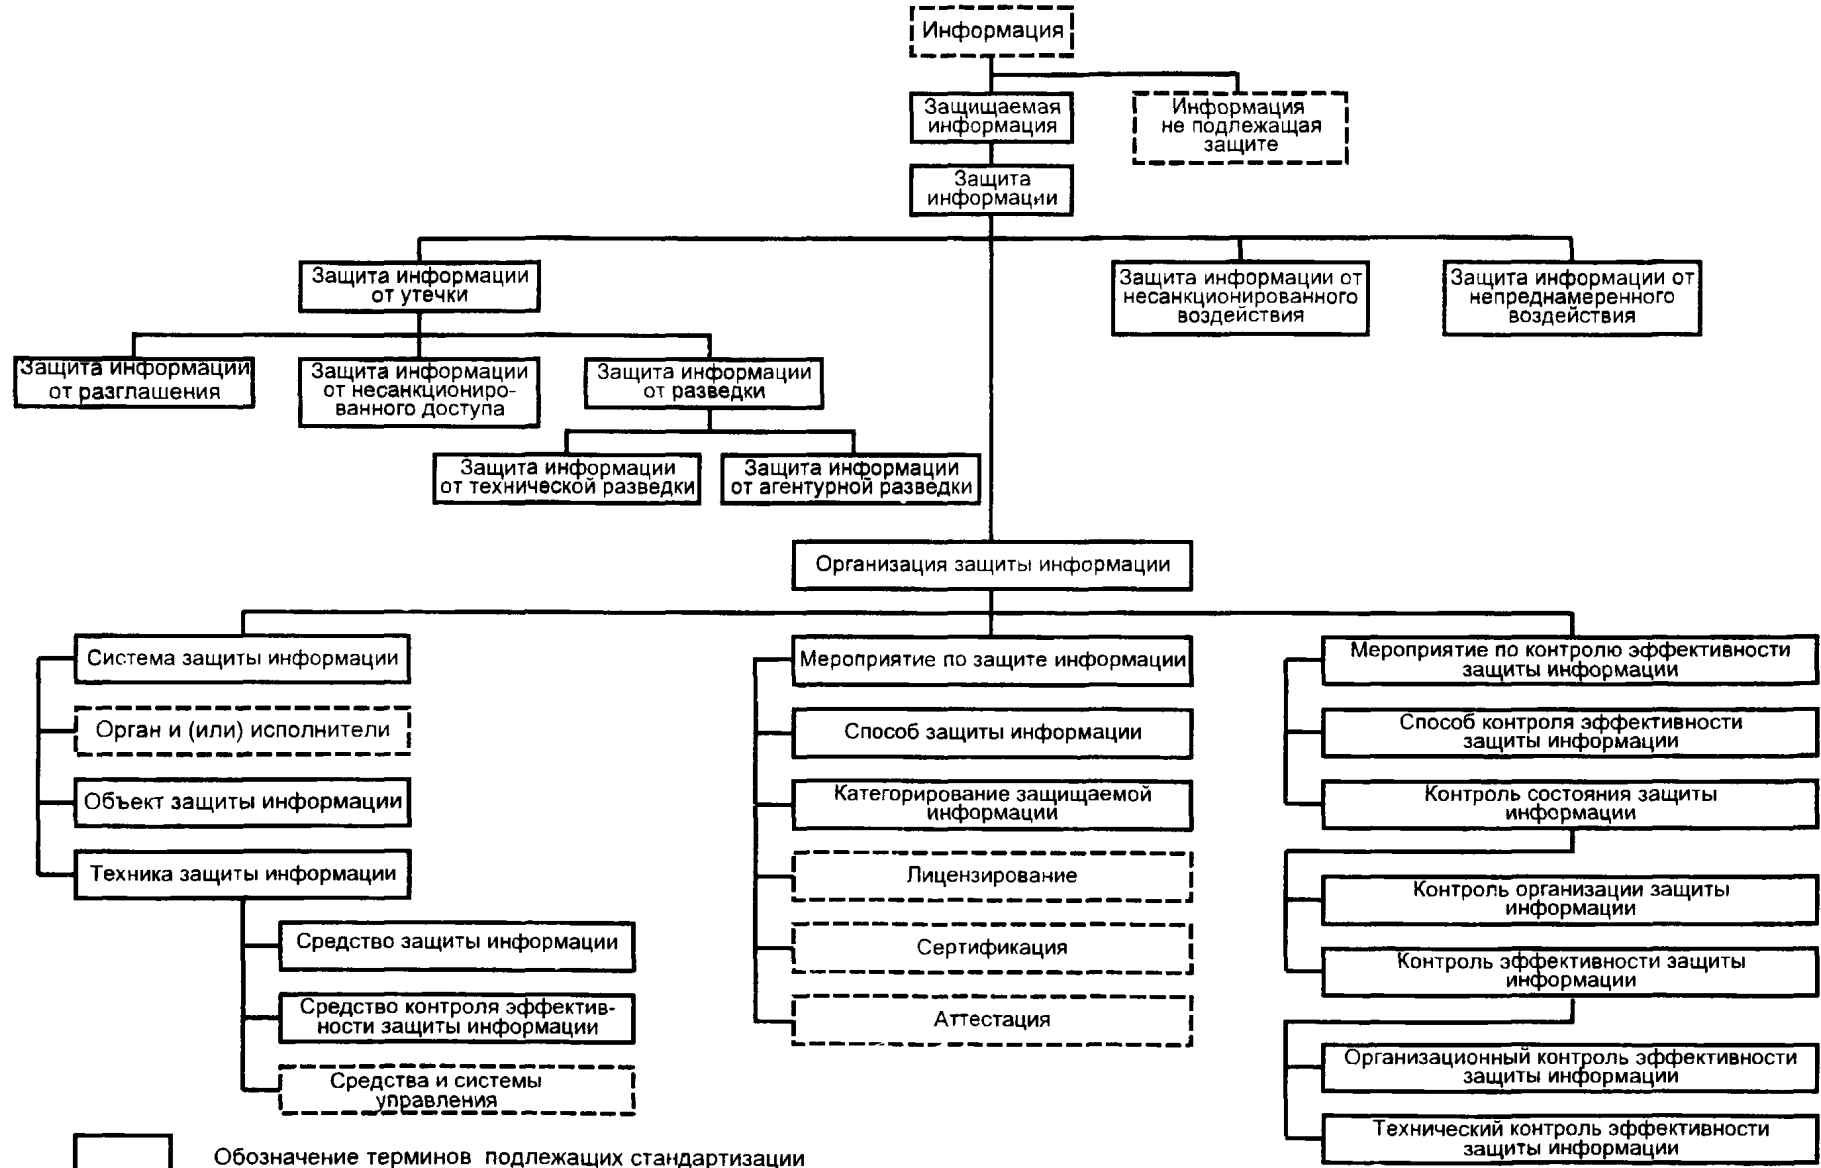 Информация
Защищаемая
информация
Информация
не подлежащая
защите
Защита
информации
Защита информации
от утечки
Защита информации от
несанкционированного
воздействия
Защита информации от
непреднамеренного
воздействия
Защита информации
от разглашения
Защита информации
от несанкциониро-
ванного доступа
Защита информации
от разведки
Защита информации
от технической разведки
Защита информации
от агентурной разведки
Организация защиты информации
Система защиты информации
Орган и (или) исполнители
Объект защиты информации
Техника защиты информации
Средство защиты информации
Средство контроля эффектив-
ности защиты информации
Средства и системы
управления
Мероприятие по защите информации
Способ защиты информации
Категорирование защищаемой
информации
Лицензирование
Сертификация
Аттестация
Мероприятие по контролю эффективности
защиты информации
Способ контроля эффективности
защиты информации
Контроль состояния защиты
информации
Контроль организации защиты
информации
Контроль эффективности защиты
информации
Организационный контроль эффективности
защиты информации
Технический контроль эффективности
защиты информации
Обозначение терминов подлежащих стандартизации